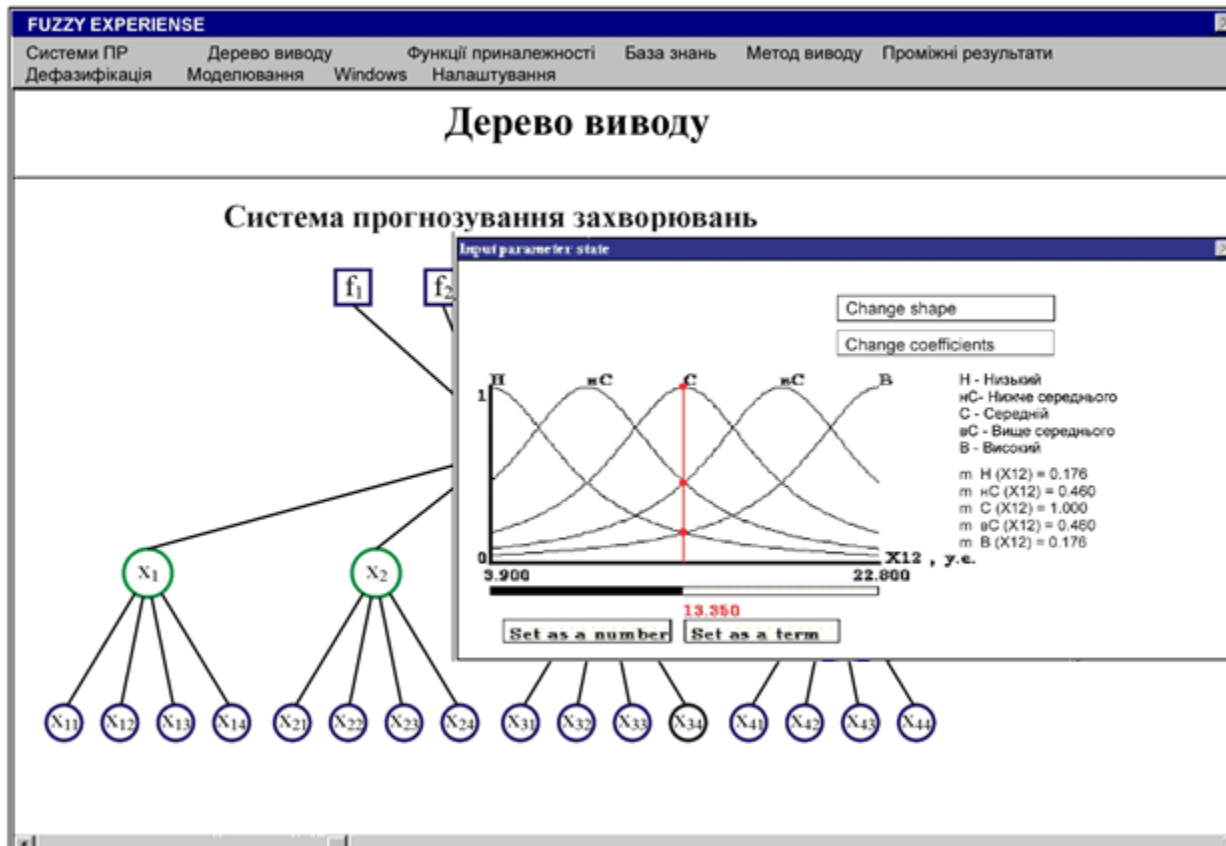 FUZZY EXPERIENSE
Системи ПР Дерево виводу Функції приналежності База знань Метод виводу Проміжні результати
Дефазифікація Моделювання Windows Налаштування
Дерево виводу
Система прогнозування захворювань
f1 f2
Input parameter state
Change shape
Change coefficients
Н нС С вС В
1
Н - Низький
нС- Нижче середнього
С - Середній
вС - Вище середнього
В - Високий
m Н (X12) = 0.176
m нС (X12) = 0.460
m С (X12) = 1.000
m вС (X12) = 0.460
m В (X12) = 0.176
0
X12 , у.е.
3.900 22.800
13.350
Set as a number Set as a term
x1 x2
x11 x12 x13 x14 x21 x22 x23 x24 x31 x32 x33 x34 x41 x42 x43 x44